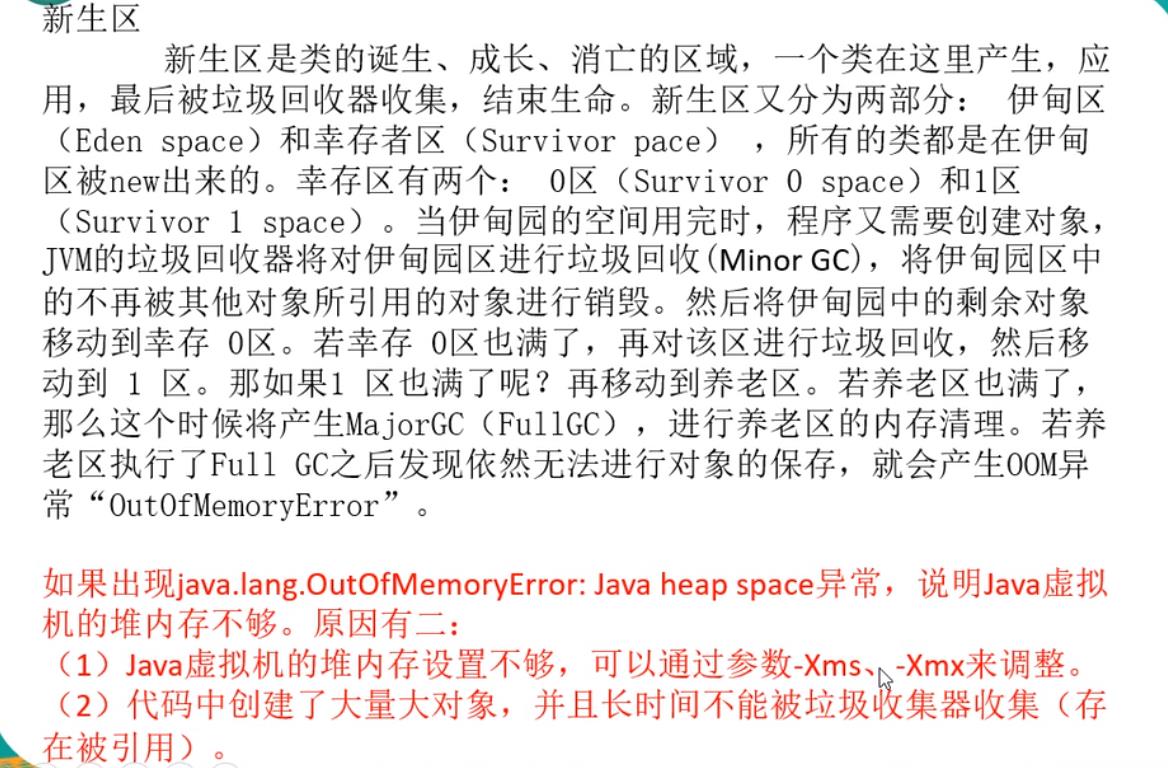 新生区
新生区是类的诞生、成长、消亡的区域，一个类在这里产生，应
用，最后被垃圾回收器收集，结束生命。新生区又分为两部分： 伊甸区
（Eden space）和幸存者区（Survivor pace） ，所有的类都是在伊甸
区被new出来的。幸存区有两个： 0区（Survivor 0 space）和1区
（Survivor 1 space）。当伊甸园的空间用完时，程序又需要创建对象，
JVM的垃圾回收器将对伊甸园区进行垃圾回收(Minor GC)，将伊甸园区中
的不再被其他对象所引用的对象进行销毁。然后将伊甸园中的剩余对象
移动到幸存 0区。若幸存 0区也满了，再对该区进行垃圾回收，然后移
动到 1 区。那如果1 区也满了呢？再移动到养老区。若养老区也满了，
那么这个时候将产生MajorGC（FullGC），进行养老区的内存清理。若养
老区执行了Full GC之后发现依然无法进行对象的保存，就会产生OOM异
常“OutOfMemoryError”。
如果出现java.lang.OutOfMemoryError: Java heap space异常，说明Java虚拟
机的堆内存不够。原因有二：
（1）Java虚拟机的堆内存设置不够，可以通过参数-Xms、-Xmx来调整。
（2）代码中创建了大量大对象，并且长时间不能被垃圾收集器收集（存
在被引用）。